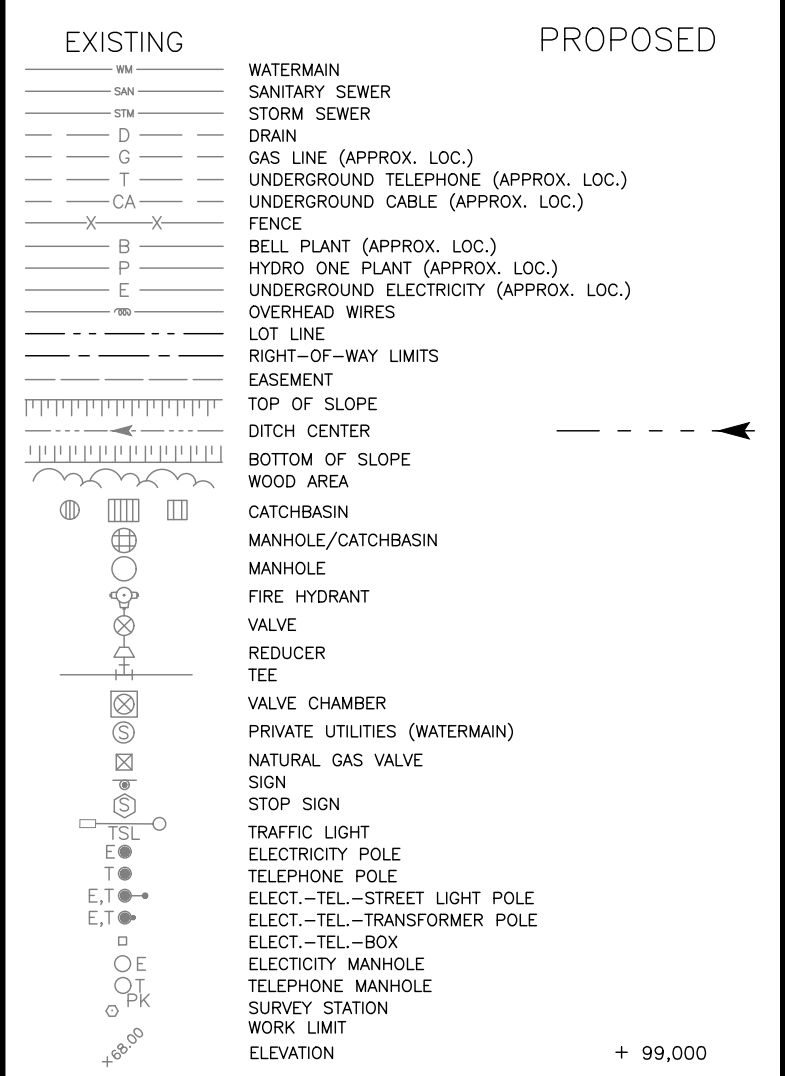 EXISTING PROPOSED
WM WATERMAIN
SAN SANITARY SEWER
STM STORM SEWER
D DRAIN
G GAS LINE (APPROX. LOC.)
T UNDERGROUND TELEPHONE (APPROX. LOC.)
CA UNDERGROUND CABLE (APPROX. LOC.)
X X FENCE
B BELL PLANT (APPROX. LOC.)
P HYDRO ONE PLANT (APPROX. LOC.)
E UNDERGROUND ELECTRICITY (APPROX. LOC.)
OVERHEAD WIRES
LOT LINE
RIGHT-OF-WAY LIMITS
EASEMENT
TOP OF SLOPE
DITCH CENTER
BOTTOM OF SLOPE
WOOD AREA
CATCHBASIN
MANHOLE/CATCHBASIN
MANHOLE
FIRE HYDRANT
VALVE
REDUCER
TEE
VALVE CHAMBER
S PRIVATE UTILITIES (WATERMAIN)
NATURAL GAS VALVE
SIGN
S STOP SIGN
TSL TRAFFIC LIGHT
E ELECTRICITY POLE
T TELEPHONE POLE
E,T ELECT.-TEL.-STREET LIGHT POLE
E,T ELECT.-TEL.-TRANSFORMER POLE
ELECT.-TEL.-BOX
E ELECTICITY MANHOLE
T TELEPHONE MANHOLE
PK SURVEY STATION
WORK LIMIT
+68.00 ELEVATION + 99,000